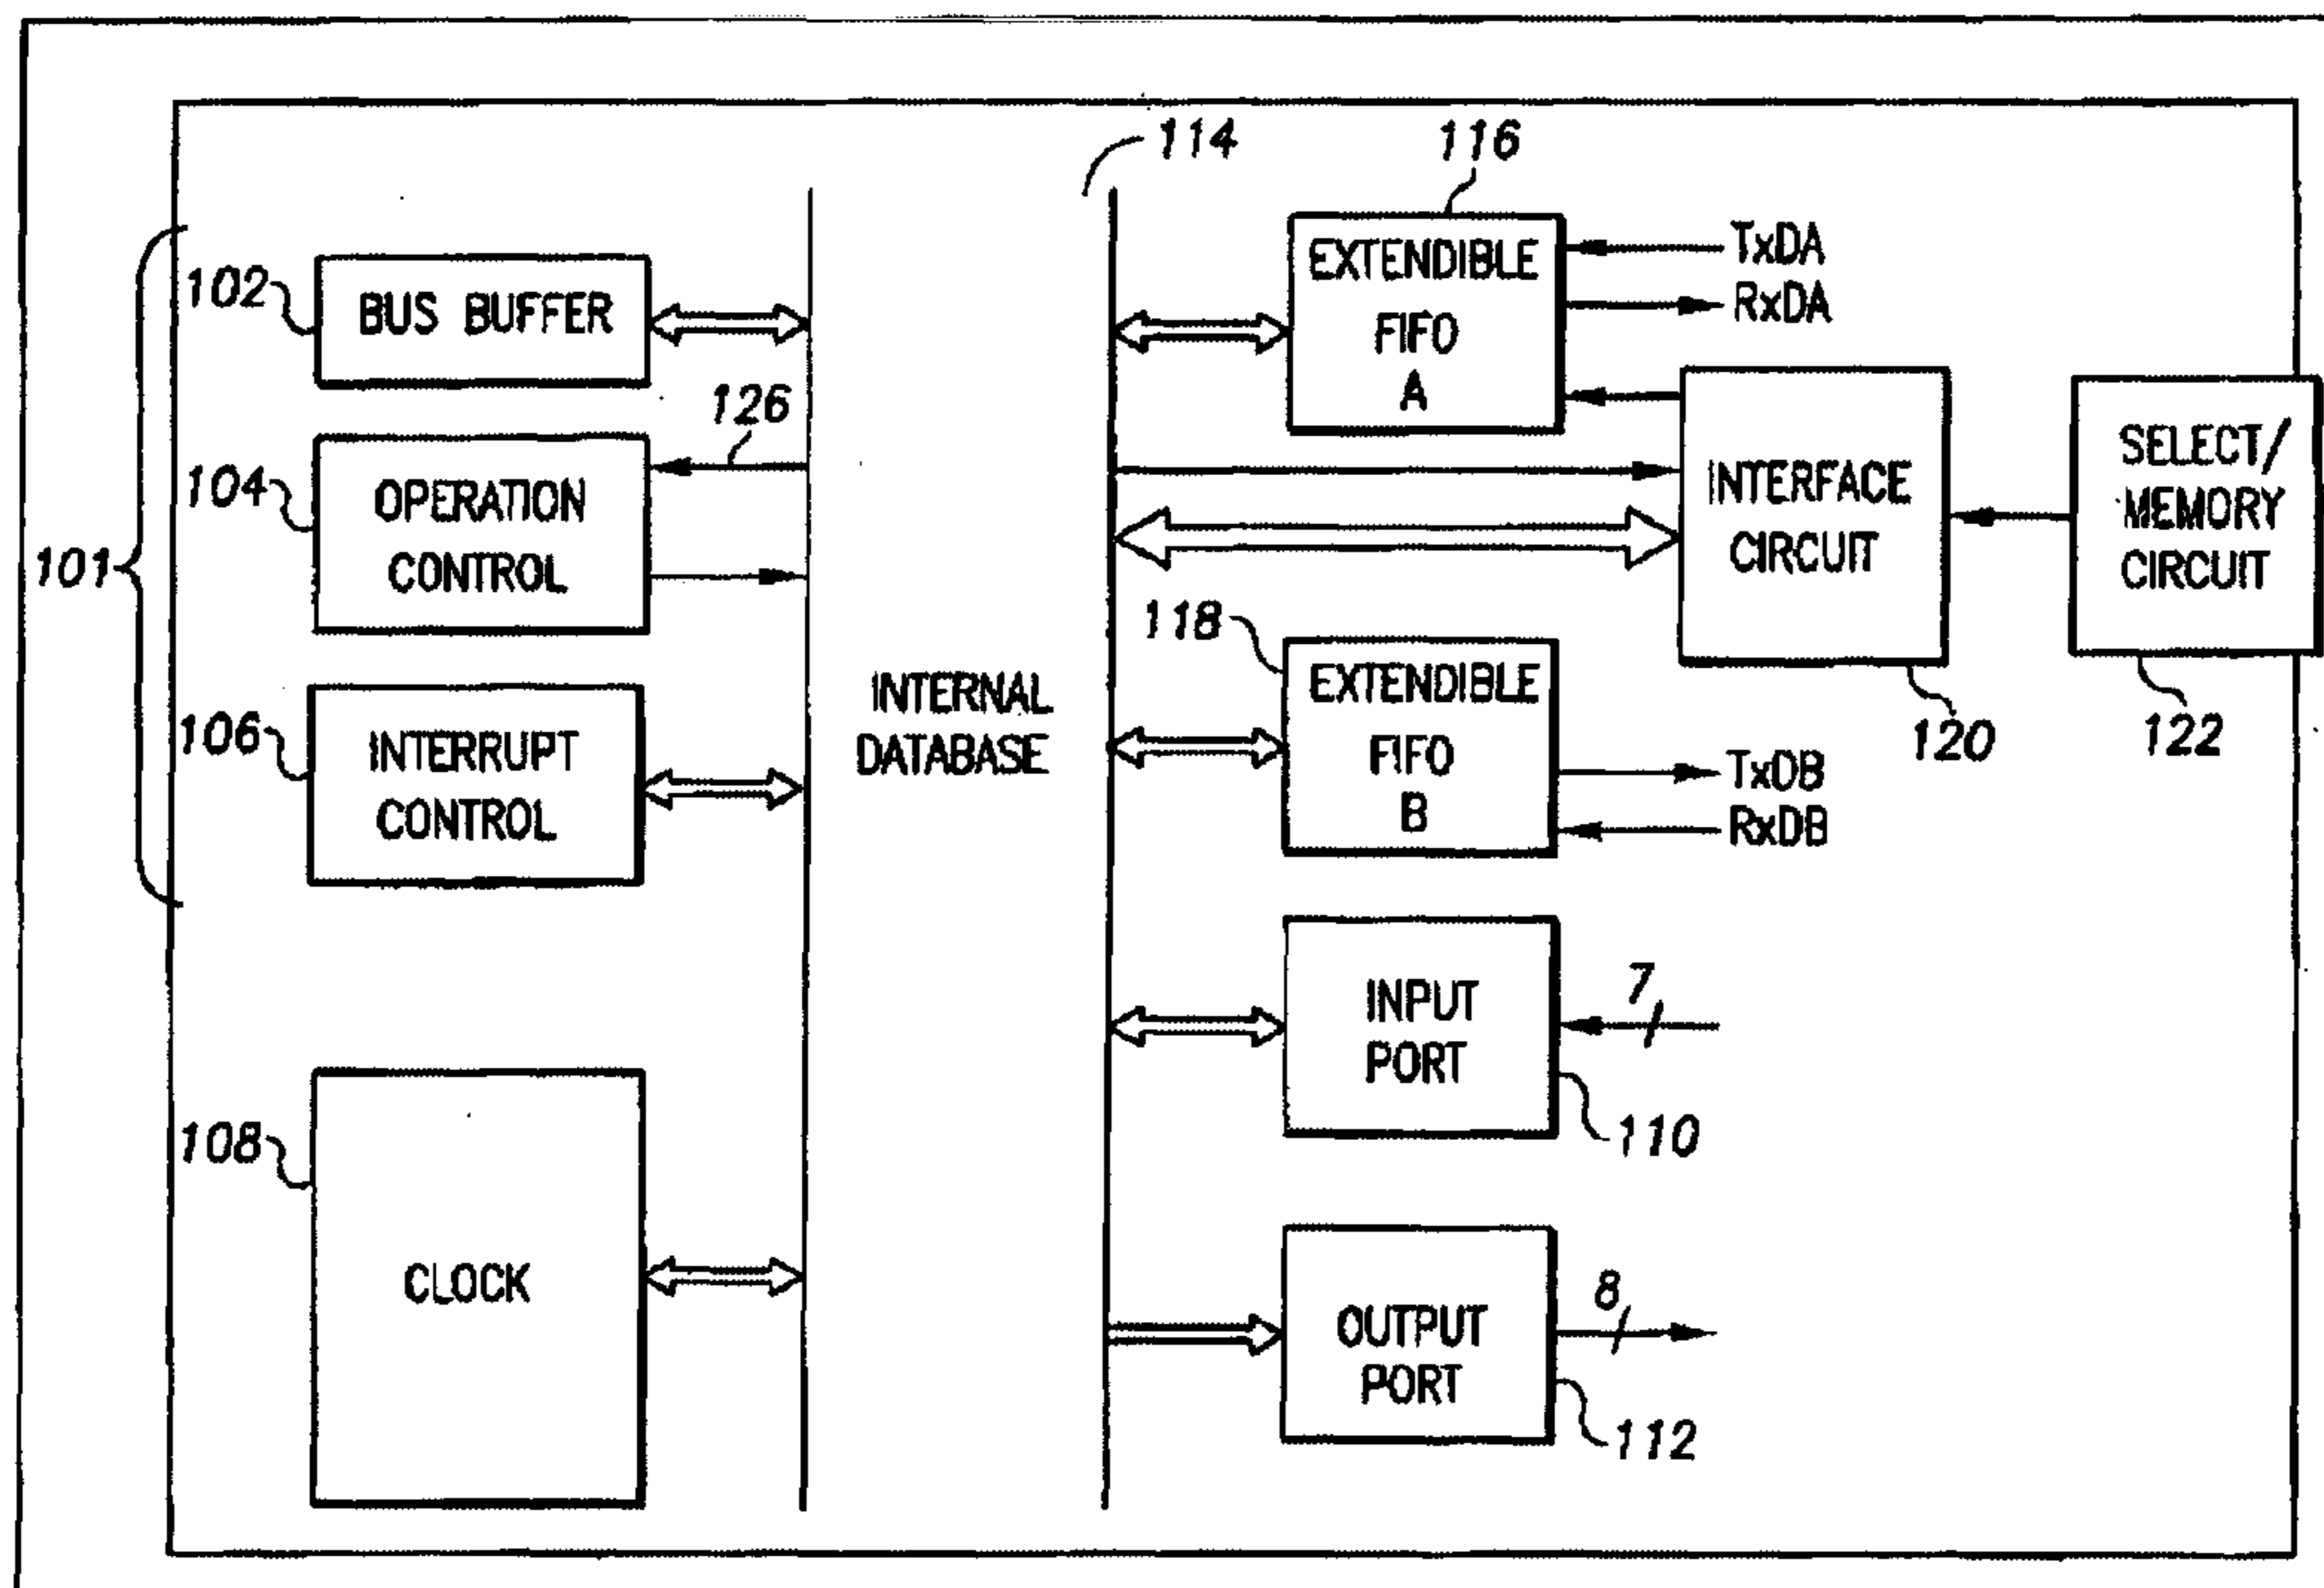 114
116
TxDA
RxDA
EXTENDIBLE
FIFO
A
102
BUS BUFFER
126
104
OPERATION
CONTROL
101
INTERFACE
CIRCUIT
120
SELECT/
MEMORY
CIRCUIT
122
118
EXTENDIBLE
FIFO
B
TxDB
RxDB
INTERNAL
DATABASE
106
INTERRUPT
CONTROL
7
INPUT
PORT
110
108
CLOCK
8
OUTPUT
PORT
112